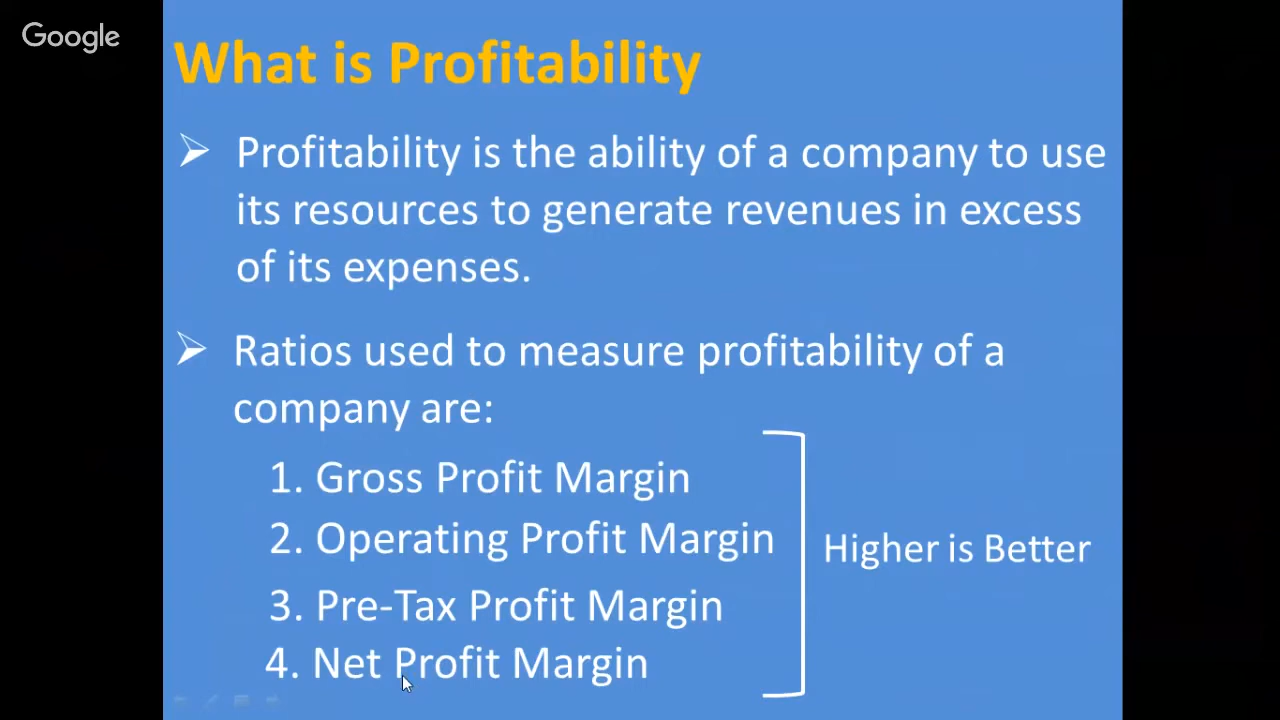 Google
What is Profitability
➢ Profitability is the ability of a company to use
its resources to generate revenues in excess
of its expenses.
➢ Ratios used to measure profitability of a
company are:
1. Gross Profit Margin
2. Operating Profit Margin
3. Pre-Tax Profit Margin
4. Net Profit Margin
Higher is Better